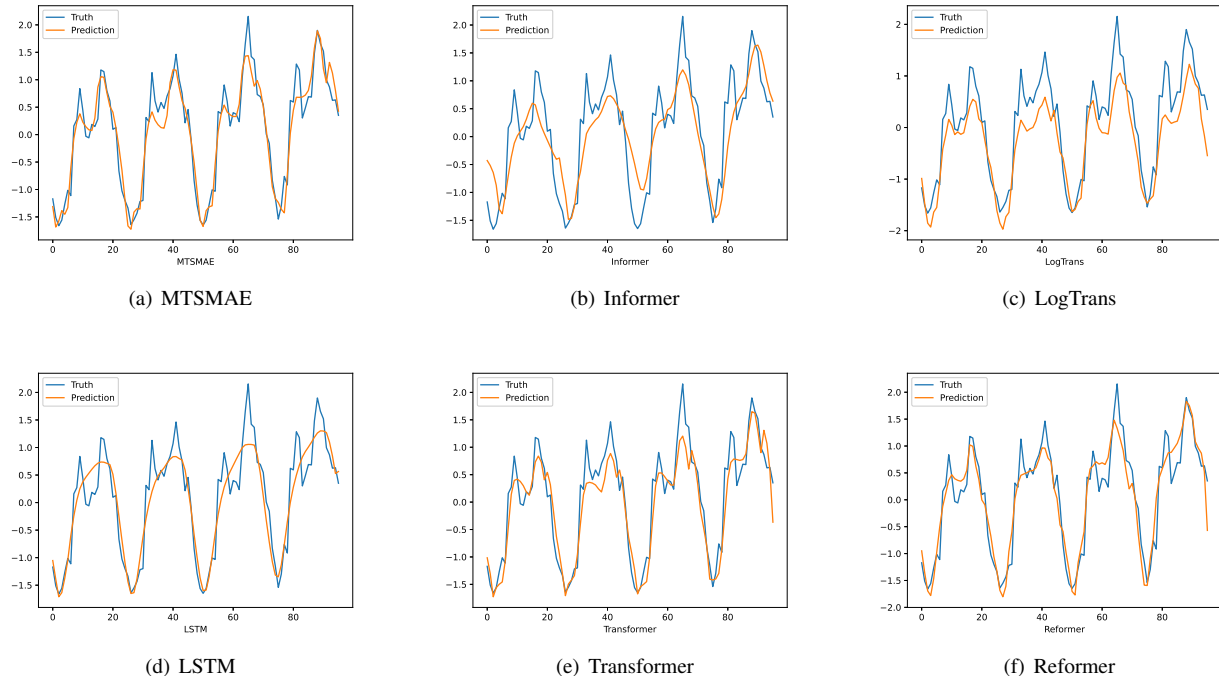 Truth
Prediction
2.0
1.5
1.0
0.5
0.0
−0.5
−1.0
−1.5
0 20 40 60 80
MTSMAE
(a) MTSMAE
Truth
Prediction
2.0
1.5
1.0
0.5
0.0
−0.5
−1.0
−1.5
0 20 40 60 80
Informer
(b) Informer
Truth
Prediction
2
1
0
−1
−2
0 20 40 60 80
LogTrans
(c) LogTrans
Truth
Prediction
2.0
1.5
1.0
0.5
0.0
−0.5
−1.0
−1.5
0 20 40 60 80
LSTM
(d) LSTM
Truth
Prediction
2.0
1.5
1.0
0.5
0.0
−0.5
−1.0
−1.5
0 20 40 60 80
Transformer
(e) Transformer
Truth
Prediction
2.0
1.5
1.0
0.5
0.0
−0.5
−1.0
−1.5
−2.0
0 20 40 60 80
Reformer
(f) Reformer